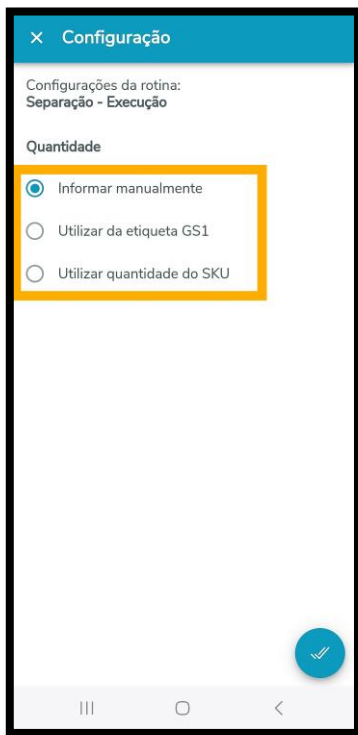 Configuração
Configurações da rotina:
Separação - Execução
Quantidade
Informar manualmente
Utilizar da etiqueta GS1
Utilizar quantidade do SKU